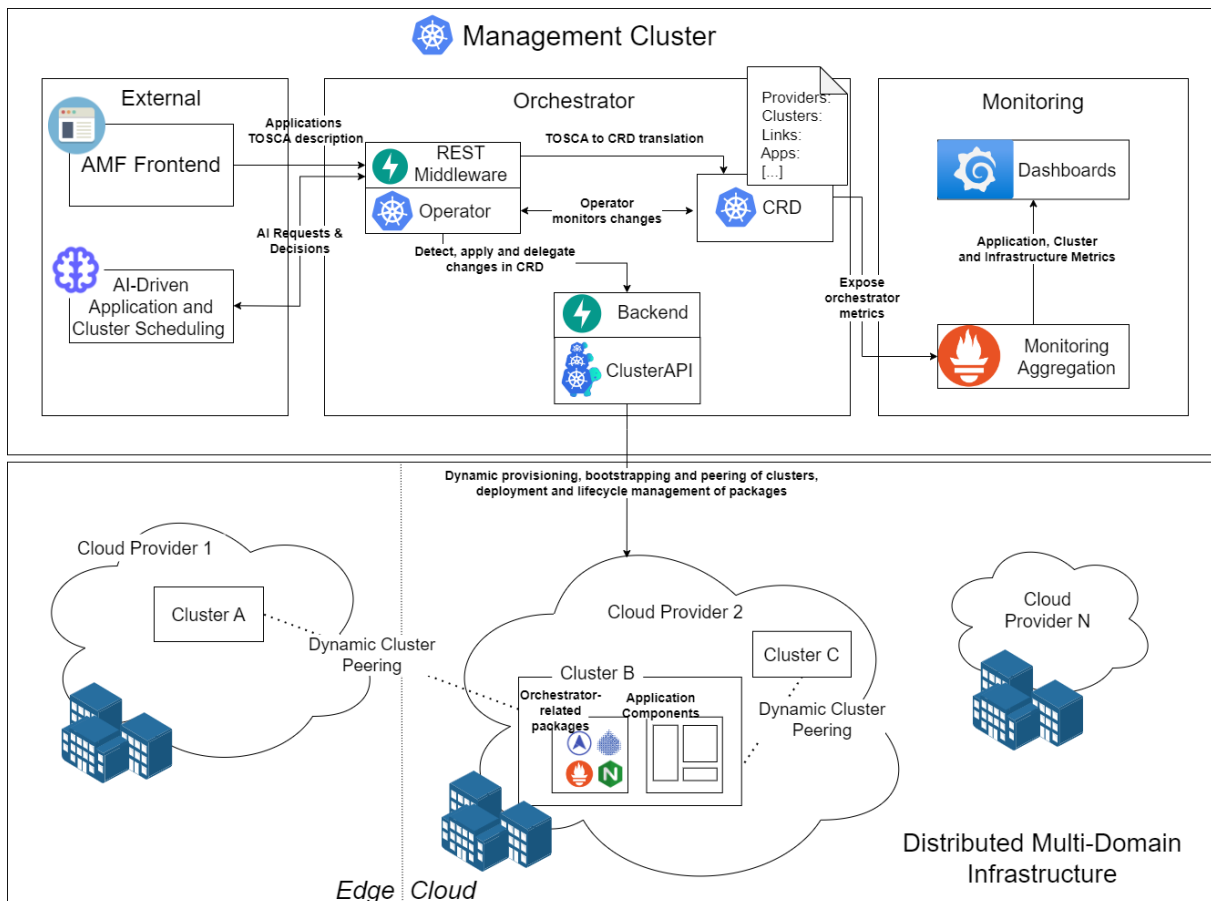 Management Cluster
External
AMF Frontend
AI-Driven
Application and
Cluster Scheduling
Applications
TOSCA description
AI Requests &
Decisions
Orchestrator
REST
Middleware
Operator
TOSCA to CRD translation
Operator
monitors changes
Providers:
Clusters:
Links:
Apps:
[...]
CRD
Detect, apply and delegate
changes in CRD
Backend
ClusterAPI
Expose
orchestrator
metrics
Monitoring
Dashboards
Application, Cluster
and Infrastructure Metrics
Monitoring
Aggregation
Dynamic provisioning, bootstrapping and peering of clusters,
deployment and lifecycle management of packages
Cloud Provider 1
Cluster A
Dynamic Cluster
Peering
Cloud Provider 2
Cluster B
Orchestrator-
related
packages
Application
Components
N
Cluster C
Dynamic Cluster
Peering
Cloud
Provider N
Edge
Cloud
Distributed Multi-Domain
Infrastructure